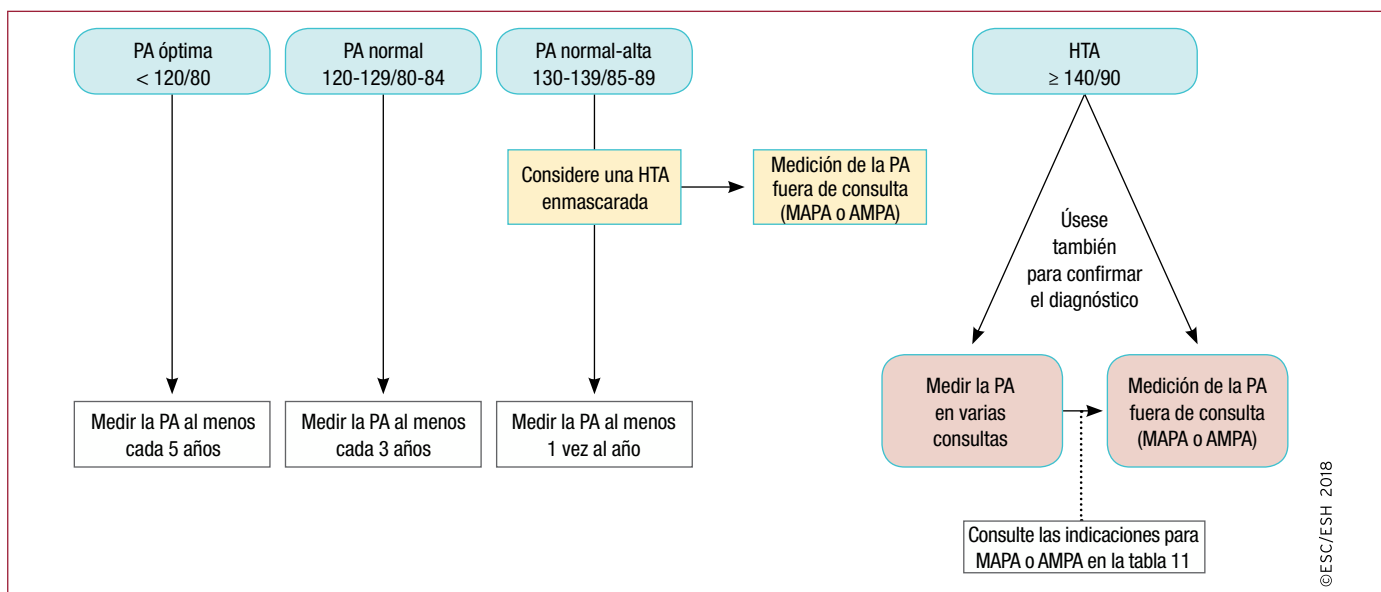 PA óptima
< 120/80
PA normal
120-129/80-84
PA normal-alta
130-139/85-89
HTA
≥ 140/90
Considere una HTA
enmascarada
Medición de la PA
fuera de consulta
(MAPA o AMPA)
Úsese
también
para confirmar
el diagnóstico
Medir la PA al menos
cada 5 años
Medir la PA al menos
cada 3 años
Medir la PA al menos
1 vez al año
Medir la PA
en varias
consultas
Medición de la PA
fuera de consulta
(MAPA o AMPA)
Consulte las indicaciones para
MAPA o AMPA en la tabla 11
©ESC/ESH 2018